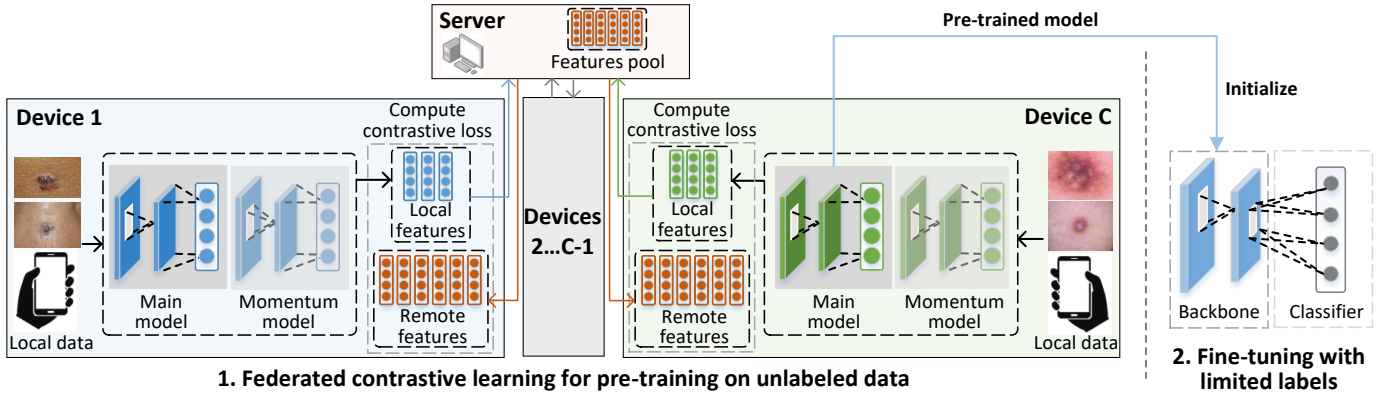 Server
Features pool
Pre-trained model
Initialize
Device 1
Compute
contrastive loss
Local
features
Remote
features
Main
model
Momentum
model
Local data
Devices
2...C-1
Device C
Compute
contrastive loss
Local
features
Remote
features
Main
model
Momentum
model
Local data
Backbone
Classifier
1. Federated contrastive learning for pre-training on unlabeled data
2. Fine-tuning with
limited labels